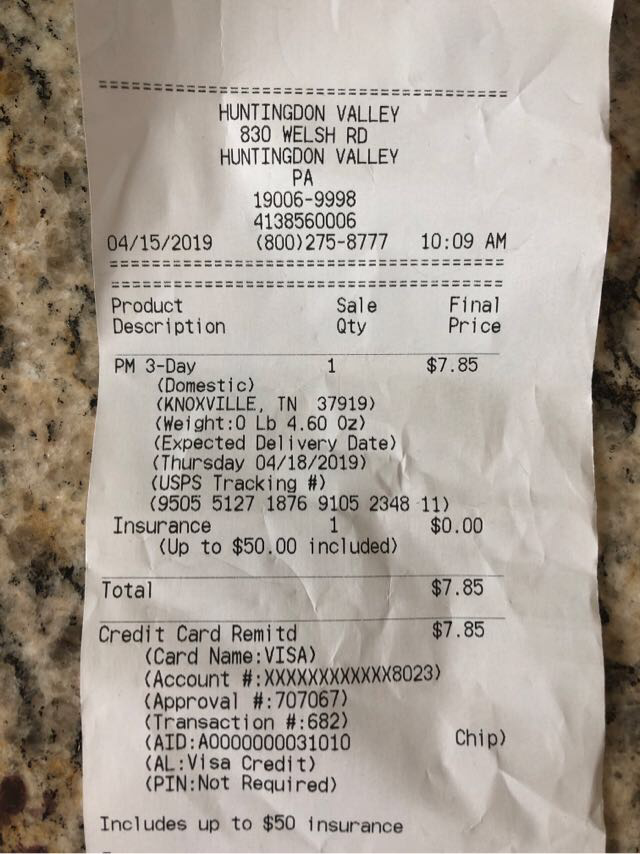 ========================================
HUNTINGDON VALLEY
830 WELSH RD
HUNTINGDON VALLEY
PA
19006-9998
4138560006
04/15/2019 (800)275-8777 10:09 AM
========================================
========================================
Product Sale Final
Description Qty Price
PM 3-Day 1 $7.85
(Domestic)
(KNOXVILLE, TN 37919)
(Weight:0 Lb 4.60 Oz)
(Expected Delivery Date)
(Thursday 04/18/2019)
(USPS Tracking #)
(9505 5127 1876 9105 2348 11)
Insurance 1 $0.00
(Up to $50.00 included)
Total $7.85
Credit Card Remitd $7.85
(Card Name:VISA)
(Account #:XXXXXXXXXXXX8023)
(Approval #:707067)
(Transaction #:682)
(AID:A0000000031010 Chip)
(AL:Visa Credit)
(PIN:Not Required)
Includes up to $50 insurance